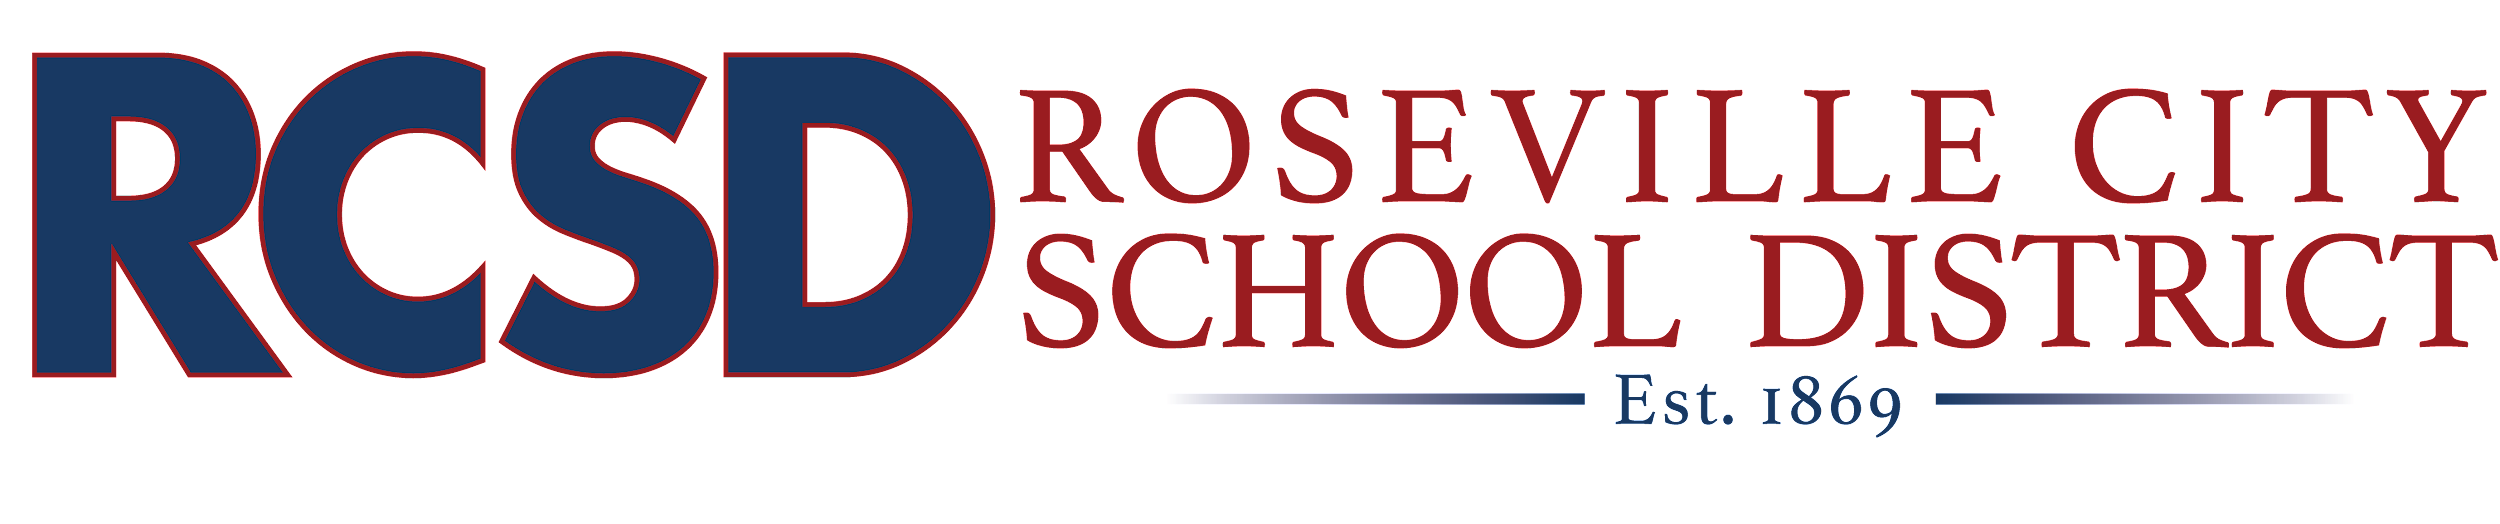 RCSD
ROSEVILLE CITY
SCHOOL DISTRICT
Est. 1869